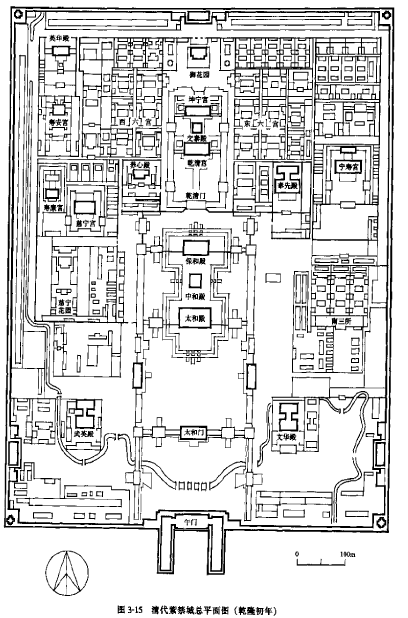 英华殿
御花园
坤宁宫
寿安宫
西六宫
东六宫
交泰殿
乾清宫
养心殿
奉先殿
宁寿宫
乾清门
寿康宫
慈宁宫
保和殿
慈宁
花园
中和殿
太和殿
南三所
武英殿
太和门
文华殿
午门
0 100m
图 3-15 清代紫禁城总平面图（乾隆初年）